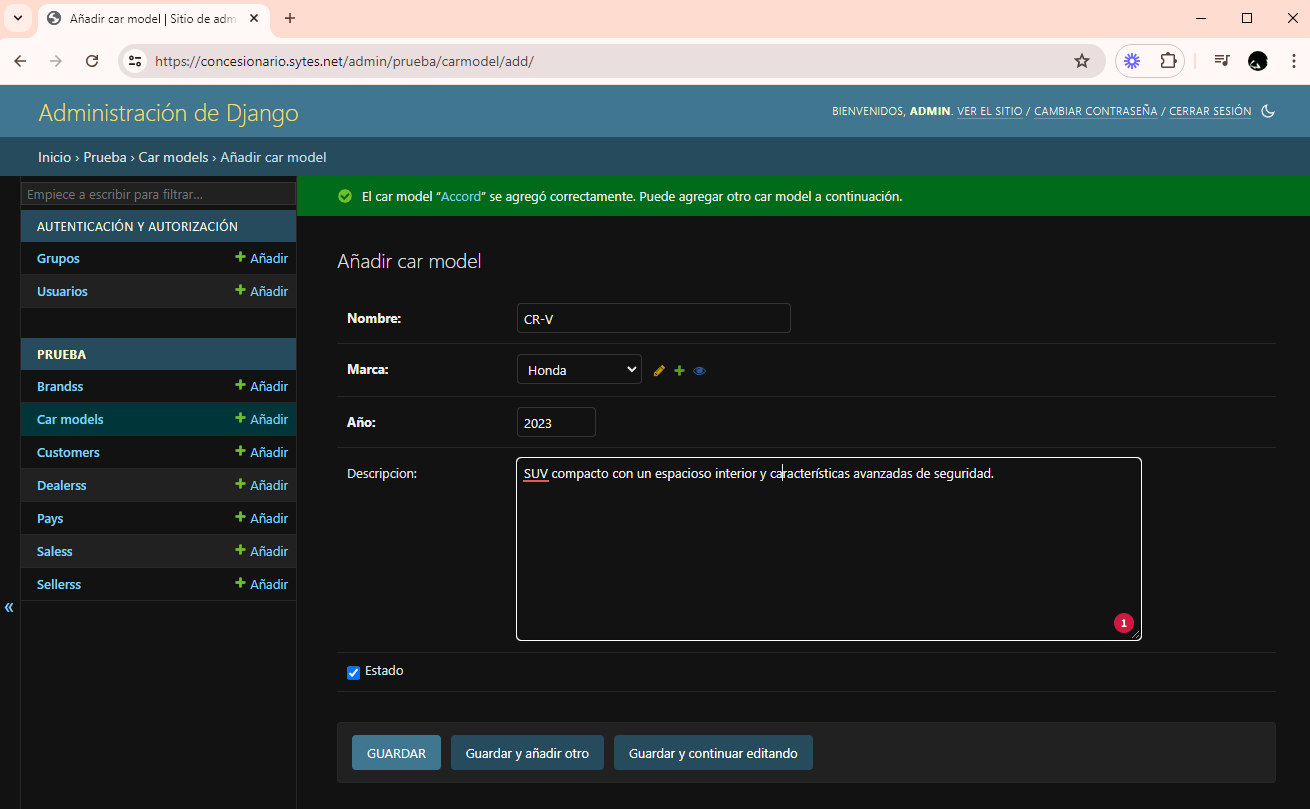 Añadir car model | Sitio de adm
https://concesionario.sytes.net/admin/prueba/carmodel/add/
Administración de Django
BIENVENIDOS, ADMIN. VER EL SITIO / CAMBIAR CONTRASEÑA / CERRAR SESIÓN
Inicio › Prueba › Car models › Añadir car model
Empiece a escribir para filtrar...
AUTENTICACIÓN Y AUTORIZACIÓN
Grupos + Añadir
Usuarios + Añadir
PRUEBA
Brandss + Añadir
Car models + Añadir
Customers + Añadir
Dealerss + Añadir
Pays + Añadir
Saless + Añadir
Sellerss + Añadir
«
El car model “Accord” se agregó correctamente. Puede agregar otro car model a continuación.
Añadir car model
Nombre: CR-V
Marca: Honda
Año: 2023
Descripcion: SUV compacto con un espacioso interior y características avanzadas de seguridad.
1
Estado
GUARDAR Guardar y añadir otro Guardar y continuar editando